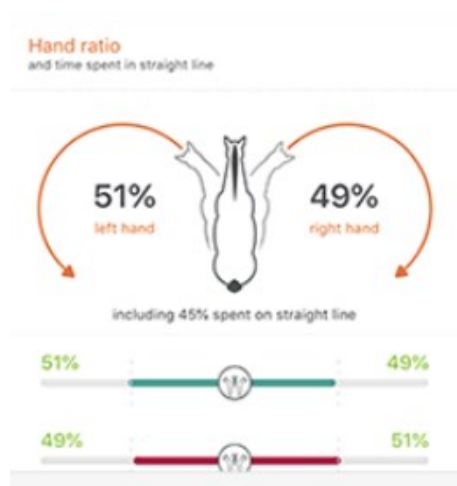 Hand ratio
and time spent in straight line
51%
49%
left hand
right hand
including 45% spent on straight line
51%
49%
49%
51%